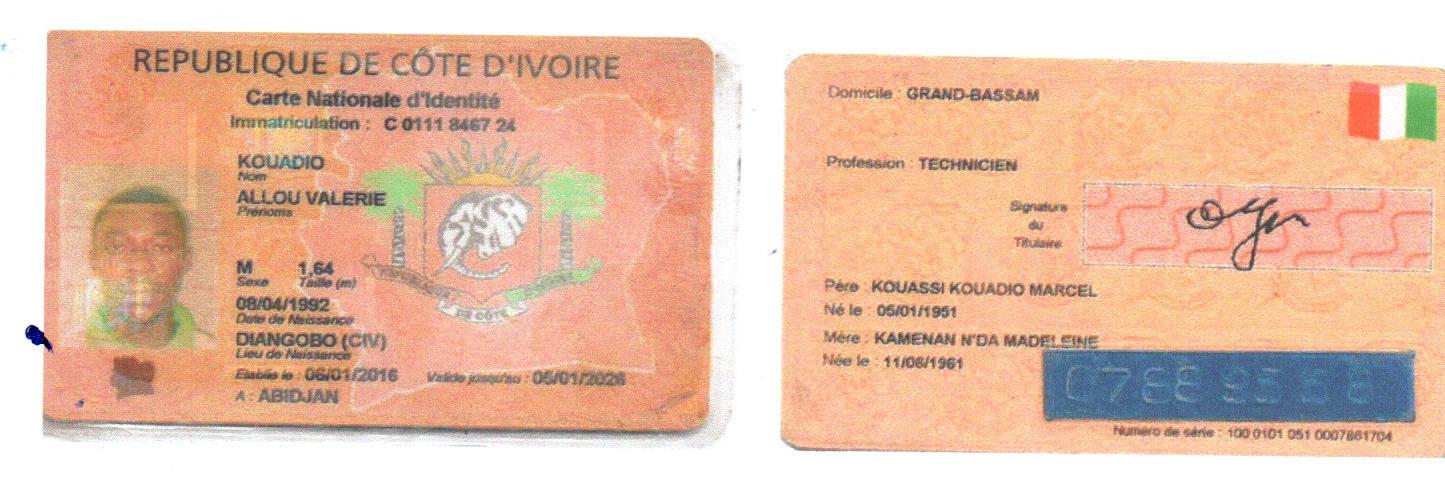 REPUBLIQUE DE CÔTE D'IVOIRE
Carte Nationale d'Identité
Immatriculation : C 0111 8467 24
KOUADIO
Nom
ALLOU VALERIE
Prénoms
M 1,64
Sexe Taille (m)
08/04/1992
Date de Naissance
DIANGOBO (CIV)
Lieu de Naissance
Etablie le : 06/01/2016 Valide jusqu'au : 05/01/2026
A : ABIDJAN
DE CÔTE
Domicile : GRAND-BASSAM
Profession : TECHNICIEN
Signature
du
Titulaire
Père : KOUASSI KOUADIO MARCEL
Né le : 05/01/1951
Mère : KAMENAN N'DA MADELEINE
Née le : 11/06/1961
Numéro de série : 100 0101 051 0007861704